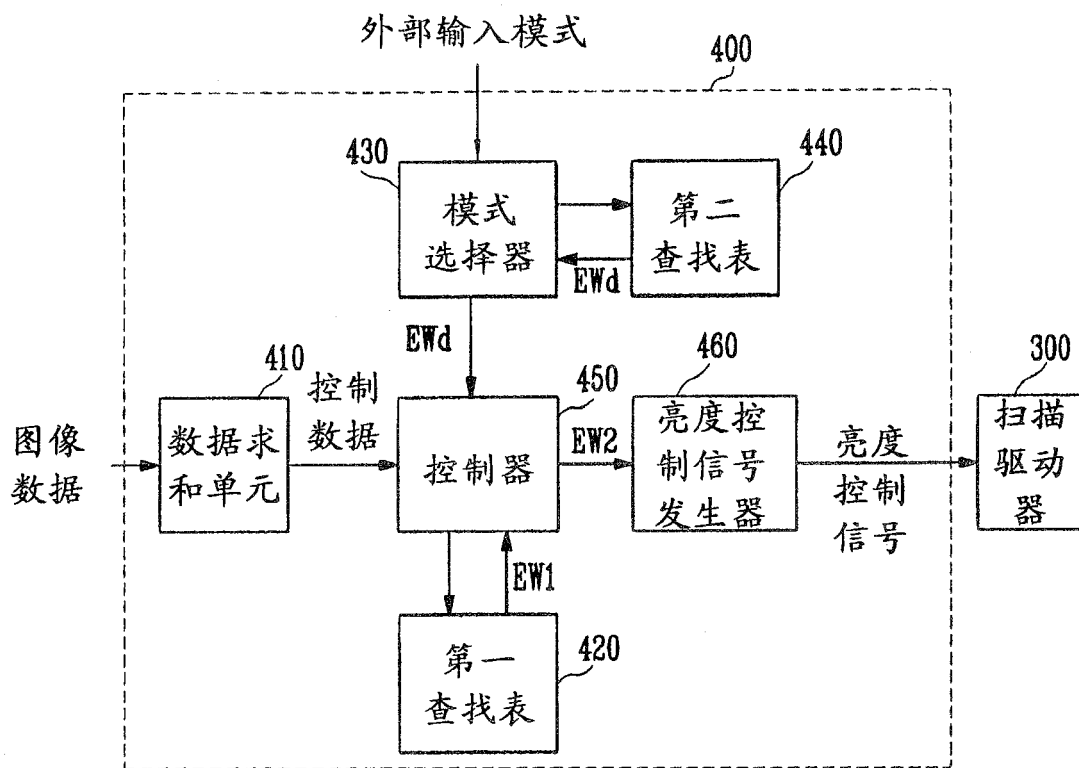 外部输入模式
400
430
模式
选择器
440
第二
查找表
EWd
EWd
410
数据求
和单元
图像
数据
控制
数据
450
控制器
EW2
460
亮度控
制信号
发生器
亮度
控制
信号
300
扫描
驱动
器
EW1
420
第一
查找表